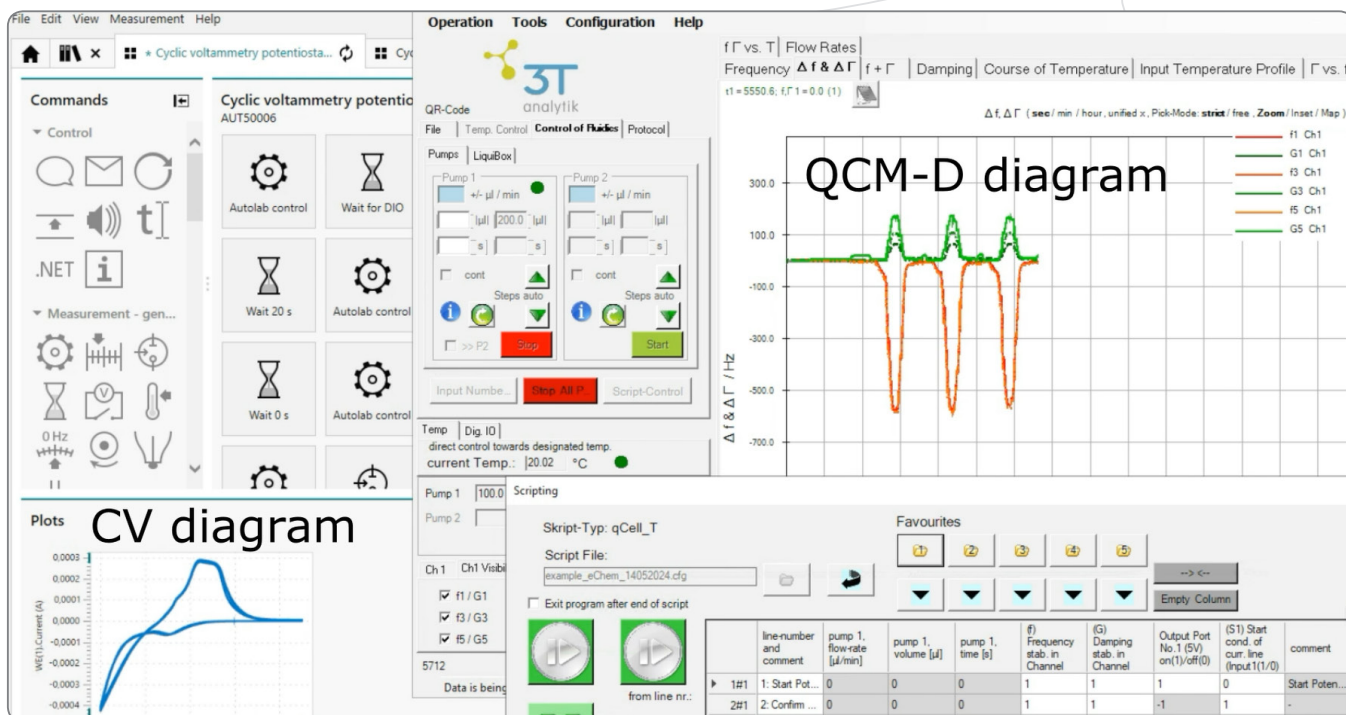 File Edit View Measurement Help
* Cyclic voltammetry potentiosta...
Commands
Control
.NET
Measurement - gen...
0 Hz
Cyclic voltammetry potentio
AUT50006
Autolab control
Wait for DIO
Wait 20 s
Autolab control
Wait 0 s
Autolab control
Plots
CV diagram
0,0003
0,0002
0,0001
0,0000
-0,0001
-0,0002
-0,0003
-0,0004
WE(1).Current (A)
Operation Tools Configuration Help
3T
analytik
QR-Code
File Temp. Control Control of Fluidics Protocol
Pumps LiquiBox
Pump 1 Pump 2
+/- µl / min +/- µl / min
[µl] 200.0 [µl] [µl] [µl]
[s] [s] [s] [s]
cont cont
Steps auto Steps auto
>> P2 Stop Start
Input Numbe... Stop All P... Script-Control
Temp Dig. IO
direct control towards designated temp.
current Temp.: 20.02 °C
Pump 1 100.0
Pump 2
Ch 1 Ch1 Visibi
f1 / G1
f3 / G3
f5 / G5
5712
Data is being
f Γ vs. T Flow Rates
Frequency Δ f & Δ Γ f + Γ Damping Course of Temperature Input Temperature Profile Γ vs. f
t1 = 5550.6; f,Γ 1 = 0.0 (1)
Δ f, Δ Γ ( sec / min / hour, unified x, Pick-Mode: strict / free , Zoom / Inset / Map )
QCM-D diagram
f1 Ch1
G1 Ch1
f3 Ch1
G3 Ch1
f5 Ch1
G5 Ch1
300.0
100.0
-100.0
-300.0
-500.0
-700.0
Δ f & Δ Γ / Hz
Scripting
Skript-Typ: qCell_T
Script File:
example_eChem_14052024.cfg
Exit program after end of script
from line nr.:
Favourites
1 2 3 4 5
--> <--
Empty Column
line-number and comment
pump 1, flow-rate [µl/min]
pump 1, volume [µl]
pump 1, time [s]
(f) Frequency stab. in Channel
(G) Damping stab. in Channel
Output Port No.1 (5V) on(1)/off(0)
(S1) Start cond. of curr. line (Input1(1/0)
comment
1#1 1: Start Pot... 0 0 0 1 1 1 0 Start Poten...
2#1 2: Confirm ... 0 0 0 1 1 -1 1 -